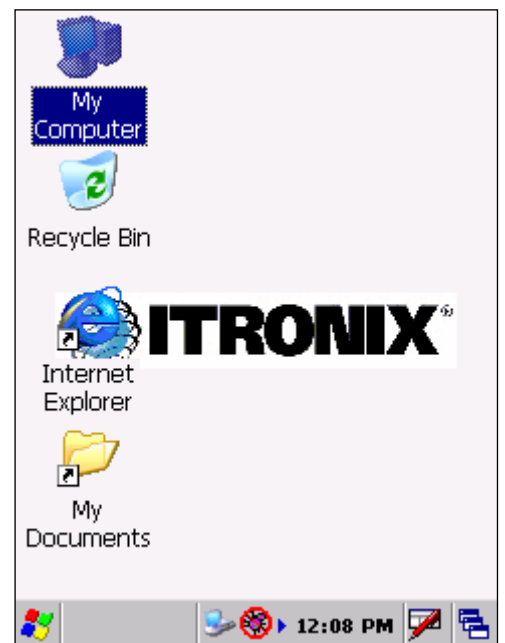 My
Computer
Recycle Bin
ITRONIX®
Internet
Explorer
My
Documents
12:08 PM